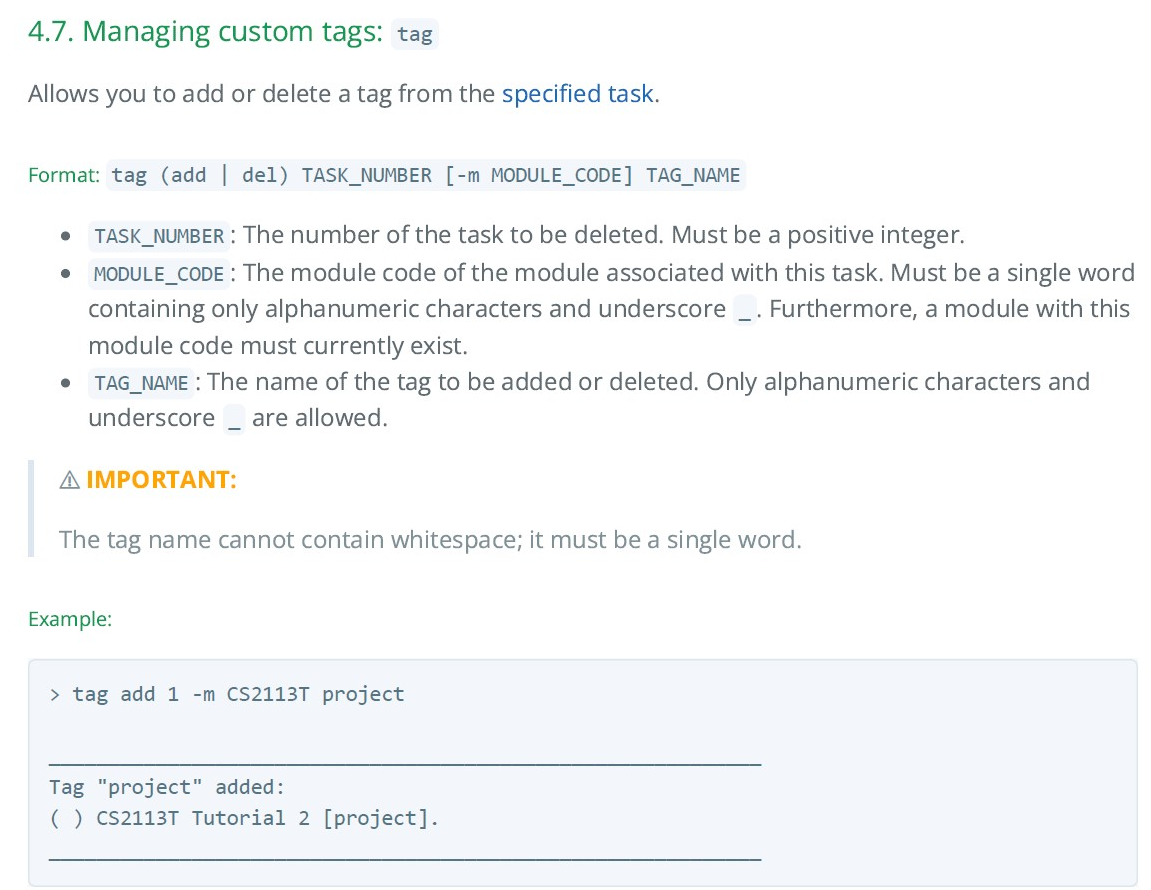 4.7. Managing custom tags: tag
Allows you to add or delete a tag from the specified task.
Format: tag (add | del) TASK_NUMBER [-m MODULE_CODE] TAG_NAME
• TASK_NUMBER: The number of the task to be deleted. Must be a positive integer.
• MODULE_CODE: The module code of the module associated with this task. Must be a single word
containing only alphanumeric characters and underscore _. Furthermore, a module with this
module code must currently exist.
• TAG_NAME: The name of the tag to be added or deleted. Only alphanumeric characters and
underscore _ are allowed.
⚠ IMPORTANT:
The tag name cannot contain whitespace; it must be a single word.
Example:
> tag add 1 -m CS2113T project
____________________________________________________________
Tag "project" added:
( ) CS2113T Tutorial 2 [project].
____________________________________________________________